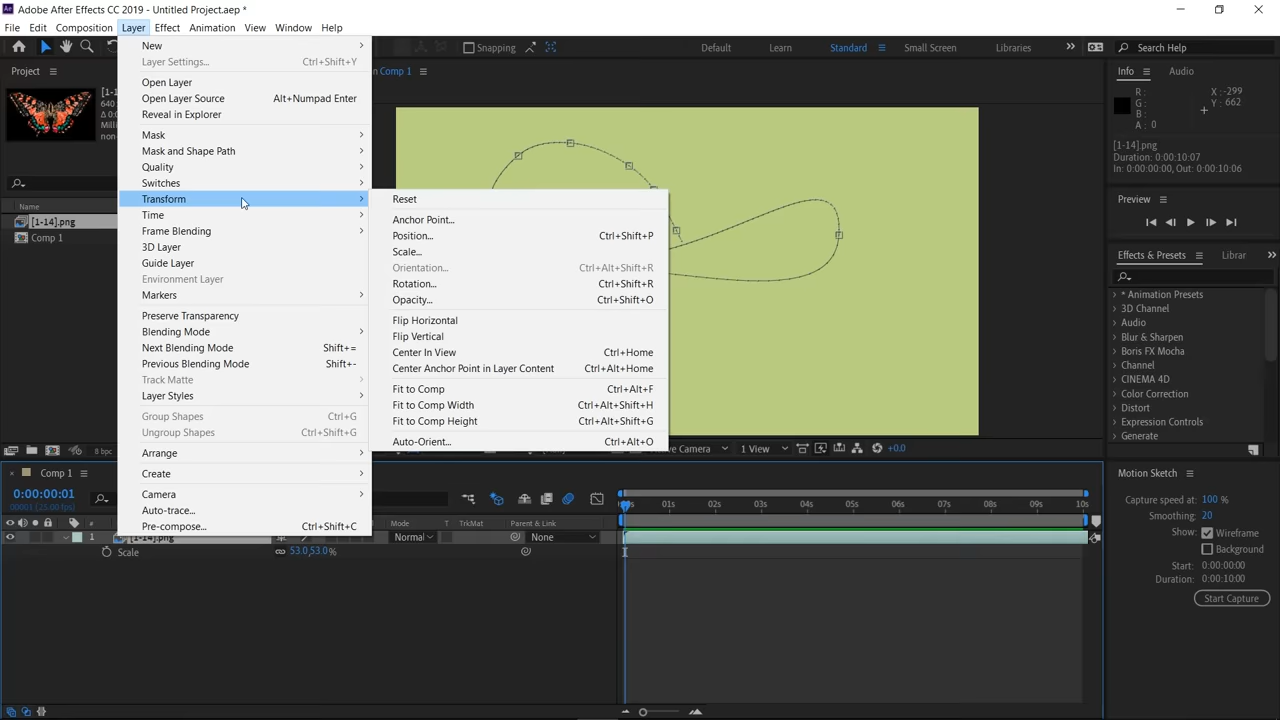 Adobe After Effects CC 2019 - Untitled Project.aep *
File Edit Composition Layer Effect Animation View Window Help
Snapping
Default Learn Standard Small Screen Libraries
Search Help
Project
Comp 1
Info Audio
R :
G :
B :
A : 0
X : -299
Y : 662
[1-14].png
Duration: 0:00:10:07
In: 0:00:00:00, Out: 0:00:10:06
Preview
Effects & Presets Librar
* Animation Presets
3D Channel
Audio
Blur & Sharpen
Boris FX Mocha
Channel
CINEMA 4D
Color Correction
Distort
Expression Controls
Generate
Name
[1-14].png
Comp 1
8 bpc
New
Layer Settings... Ctrl+Shift+Y
Open Layer
Open Layer Source Alt+Numpad Enter
Reveal in Explorer
Mask
Mask and Shape Path
Quality
Switches
Transform
Time
Frame Blending
3D Layer
Guide Layer
Environment Layer
Markers
Preserve Transparency
Blending Mode
Next Blending Mode Shift+=
Previous Blending Mode Shift+-
Track Matte
Layer Styles
Group Shapes Ctrl+G
Ungroup Shapes Ctrl+Shift+G
Arrange
Create
Camera
Auto-trace...
Pre-compose... Ctrl+Shift+C
Reset
Anchor Point...
Position... Ctrl+Shift+P
Scale...
Orientation... Ctrl+Alt+Shift+R
Rotation... Ctrl+Shift+R
Opacity... Ctrl+Shift+O
Flip Horizontal
Flip Vertical
Center In View Ctrl+Home
Center Anchor Point in Layer Content Ctrl+Alt+Home
Fit to Comp Ctrl+Alt+F
Fit to Comp Width Ctrl+Alt+Shift+H
Fit to Comp Height Ctrl+Alt+Shift+G
Auto-Orient... Ctrl+Alt+O
Camera 1 View +0.0
Comp 1
0:00:00:01
00001 (25.00 fps)
Mode T TrkMat Parent & Link
1 [1-14].png Normal None
Scale 53.0,53.0%
01s 02s 03s 04s 05s 06s 07s 08s 09s 10s
Motion Sketch
Capture speed at: 100 %
Smoothing: 20
Show: Wireframe
Background
Start: 0:00:00:00
Duration: 0:00:10:00
Start Capture